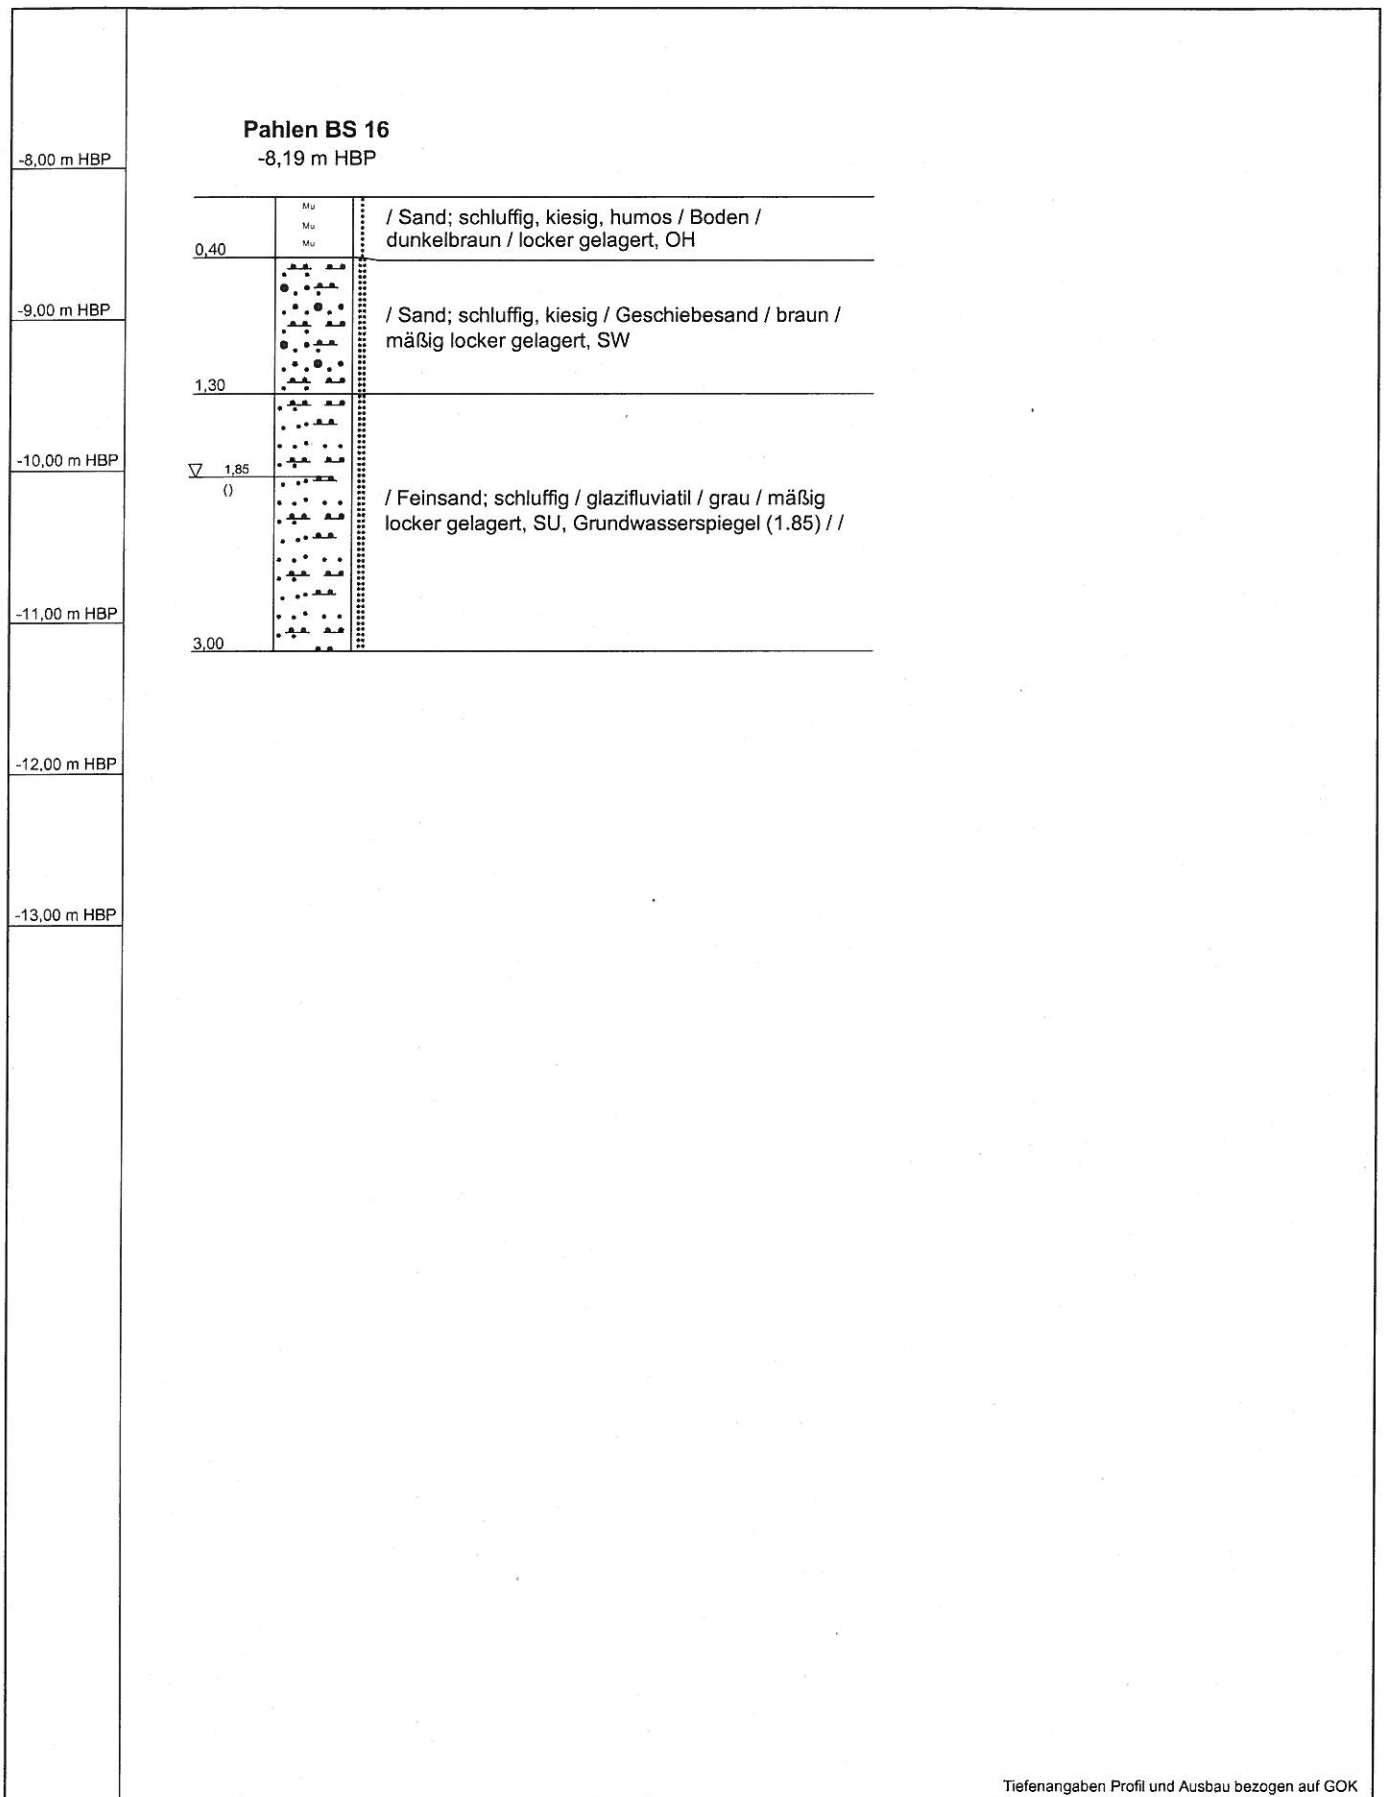 Pahlen BS 16
-8,19 m HBP
-8,00 m HBP
Mu
Mu
Mu
/ Sand; schluffig, kiesig, humos / Boden /
dunkelbraun / locker gelagert, OH
0,40
-9,00 m HBP
/ Sand; schluffig, kiesig / Geschiebesand / braun /
mäßig locker gelagert, SW
1,30
-10,00 m HBP
1,85
()
/ Feinsand; schluffig / glazifluviatil / grau / mäßig
locker gelagert, SU, Grundwasserspiegel (1.85) / /
-11,00 m HBP
3,00
-12,00 m HBP
-13,00 m HBP
Tiefenangaben Profil und Ausbau bezogen auf GOK